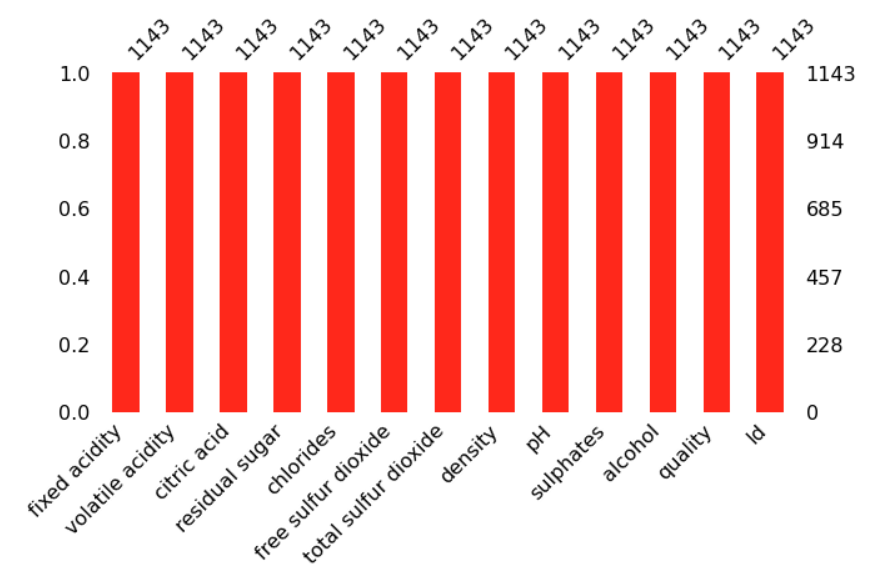 1143 1143 1143 1143 1143 1143 1143 1143 1143 1143 1143 1143 1143
1.0 1143
0.8 914
0.6 685
0.4 457
0.2 228
0.0 0
fixed acidity
volatile acidity
citric acid
residual sugar
chlorides
free sulfur dioxide
total sulfur dioxide
density
pH
sulphates
alcohol
quality
Id